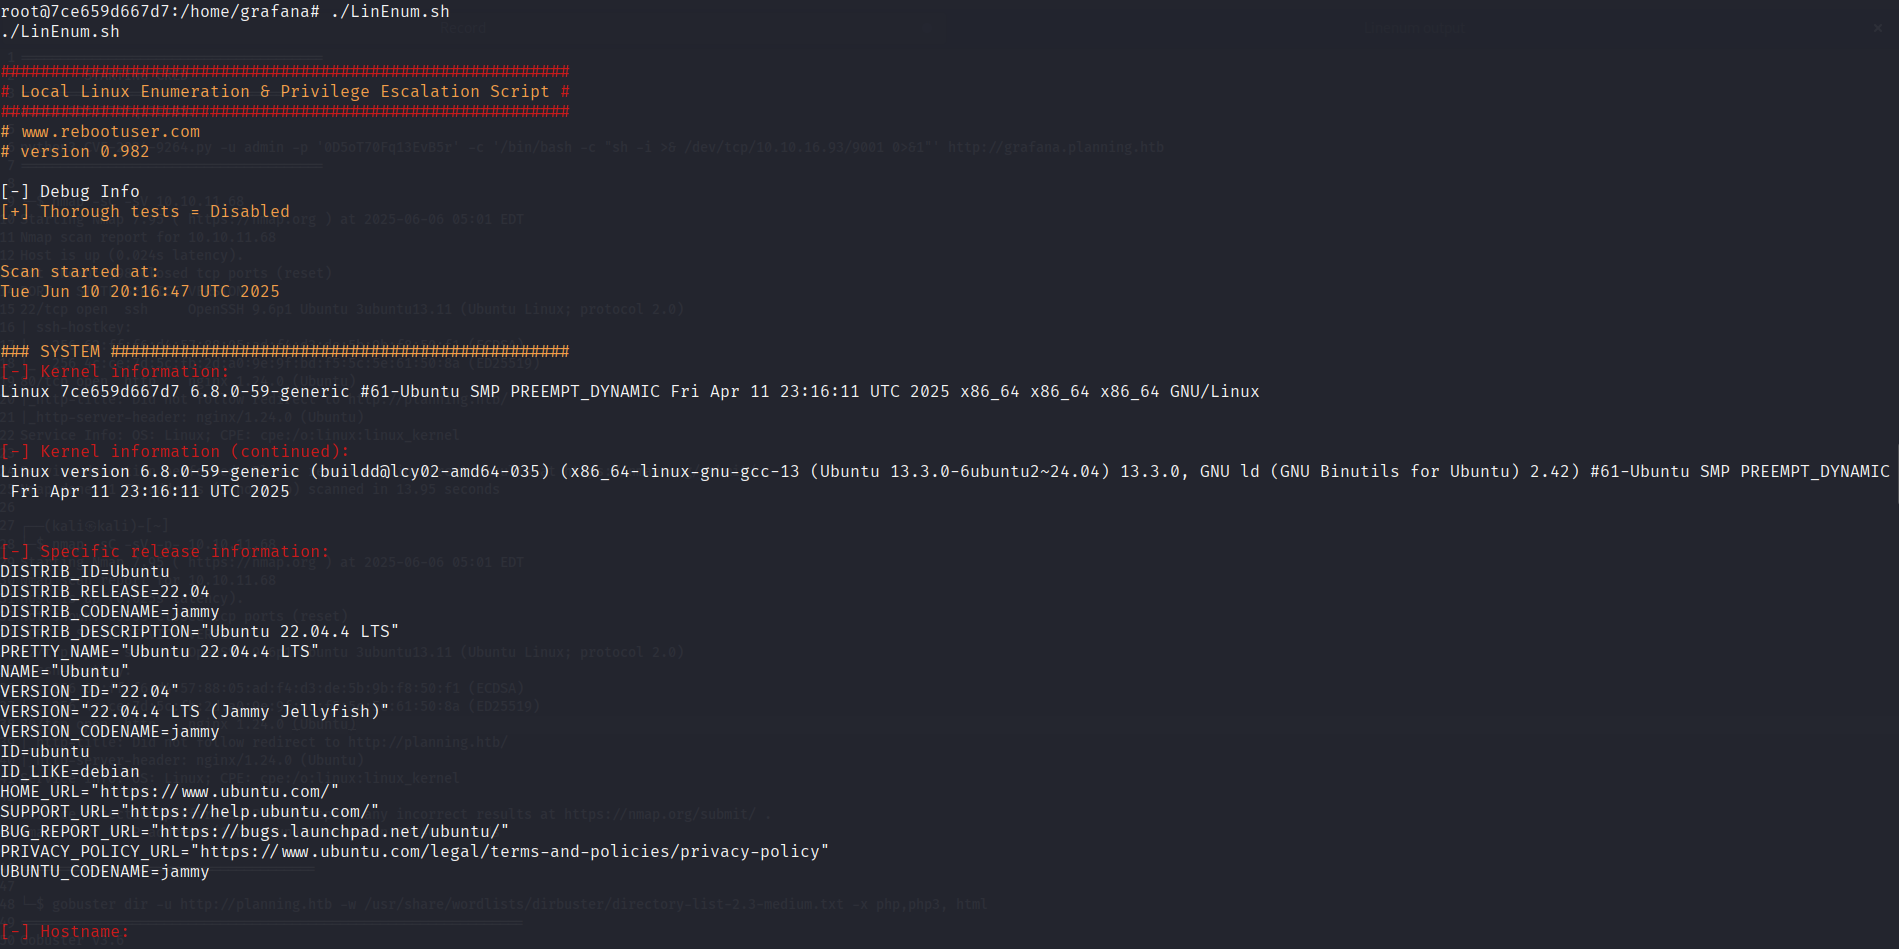 root@7ce659d667d7:/home/grafana# ./LinEnum.sh
./LinEnum.sh
#########################################################
# Local Linux Enumeration & Privilege Escalation Script #
#########################################################
# www.rebootuser.com
# version 0.982
[-] Debug Info
[+] Thorough tests = Disabled
Scan started at:
Tue Jun 10 20:16:47 UTC 2025
### SYSTEM ##############################################
[-] Kernel information:
Linux 7ce659d667d7 6.8.0-59-generic #61-Ubuntu SMP PREEMPT_DYNAMIC Fri Apr 11 23:16:11 UTC 2025 x86_64 x86_64 x86_64 GNU/Linux
[-] Kernel information (continued):
Linux version 6.8.0-59-generic (buildd@lcy02-amd64-035) (x86_64-linux-gnu-gcc-13 (Ubuntu 13.3.0-6ubuntu2~24.04) 13.3.0, GNU ld (GNU Binutils for Ubuntu) 2.42) #61-Ubuntu SMP PREEMPT_DYNAMIC
Fri Apr 11 23:16:11 UTC 2025
[-] Specific release information:
DISTRIB_ID=Ubuntu
DISTRIB_RELEASE=22.04
DISTRIB_CODENAME=jammy
DISTRIB_DESCRIPTION="Ubuntu 22.04.4 LTS"
PRETTY_NAME="Ubuntu 22.04.4 LTS"
NAME="Ubuntu"
VERSION_ID="22.04"
VERSION="22.04.4 LTS (Jammy Jellyfish)"
VERSION_CODENAME=jammy
ID=ubuntu
ID_LIKE=debian
HOME_URL="https://www.ubuntu.com/"
SUPPORT_URL="https://help.ubuntu.com/"
BUG_REPORT_URL="https://bugs.launchpad.net/ubuntu/"
PRIVACY_POLICY_URL="https://www.ubuntu.com/legal/terms-and-policies/privacy-policy"
UBUNTU_CODENAME=jammy
[-] Hostname: